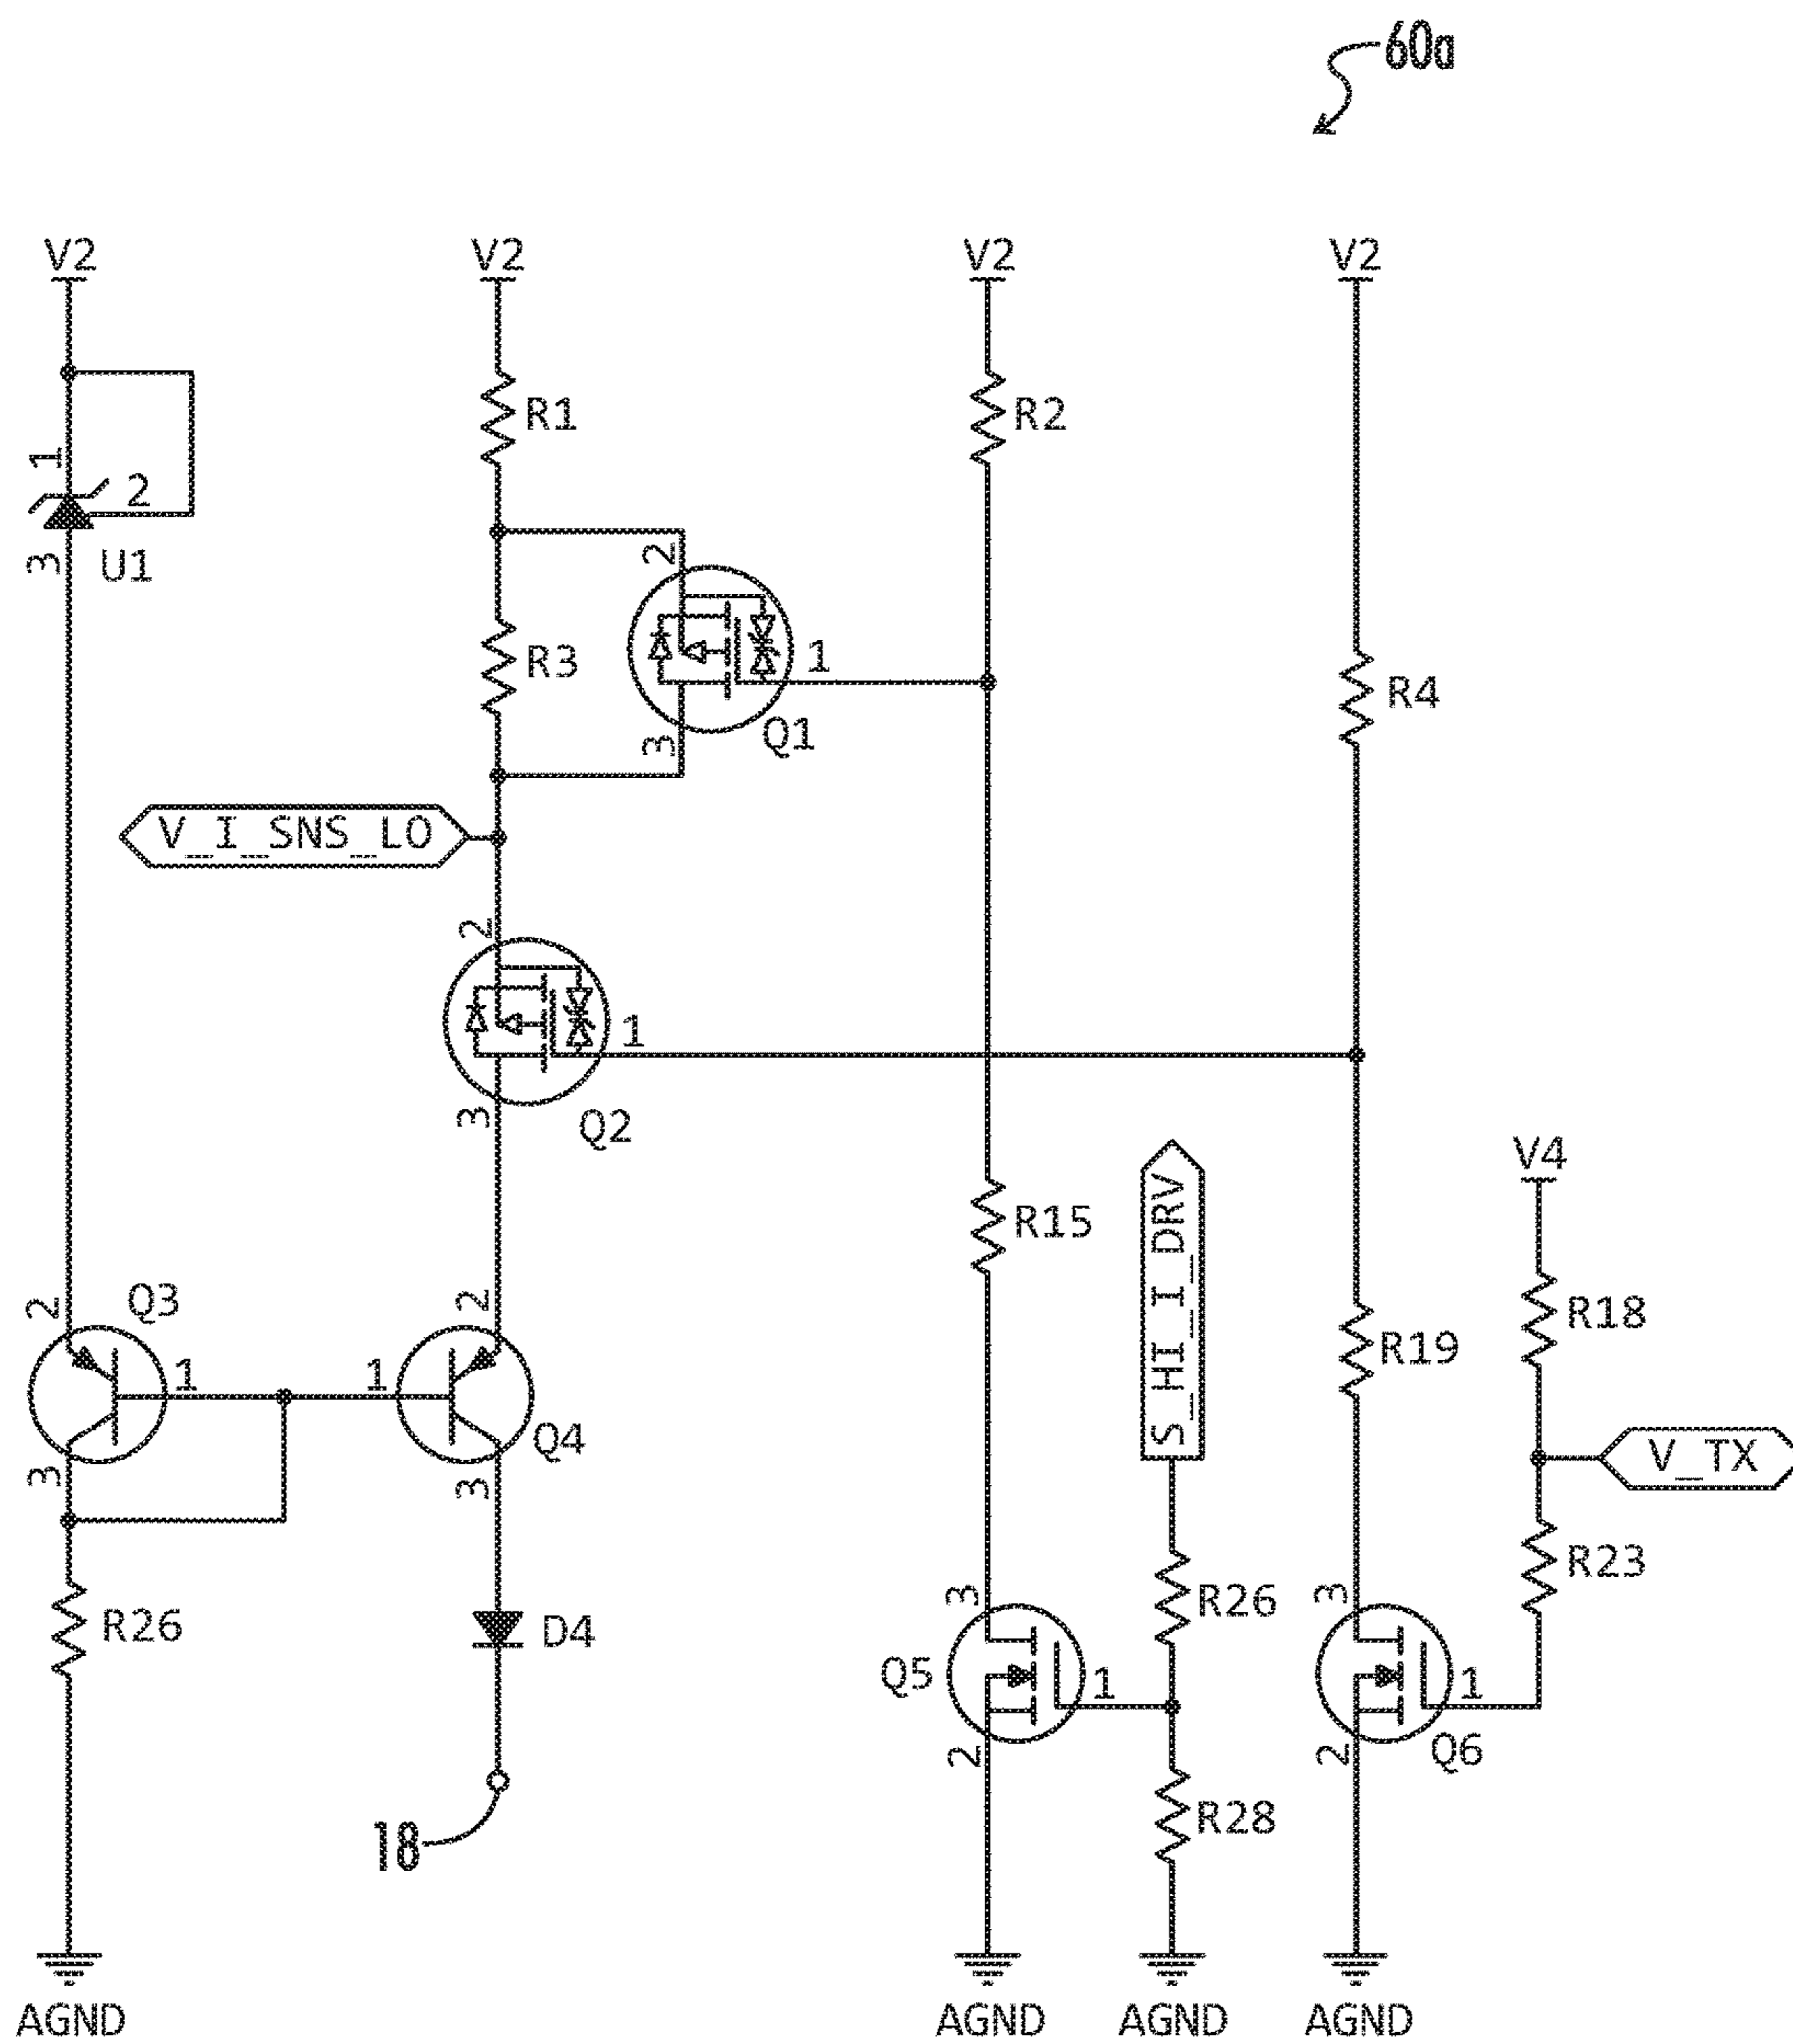 60a
V2 V2 V2 V2
R1 R2
1
2
3 U1
2
R3 1 R4
3 Q1
V_I_SNS_LO
2
1
3 Q2
V4
S_HI_I_DRV
R15
2 Q3 2 R18
R19
1 1
Q4
3 3 V_TX
R23
3 3
R26 D4 R26
Q5 1 1
2 2 Q6
18 R28
AGND AGND AGND AGND